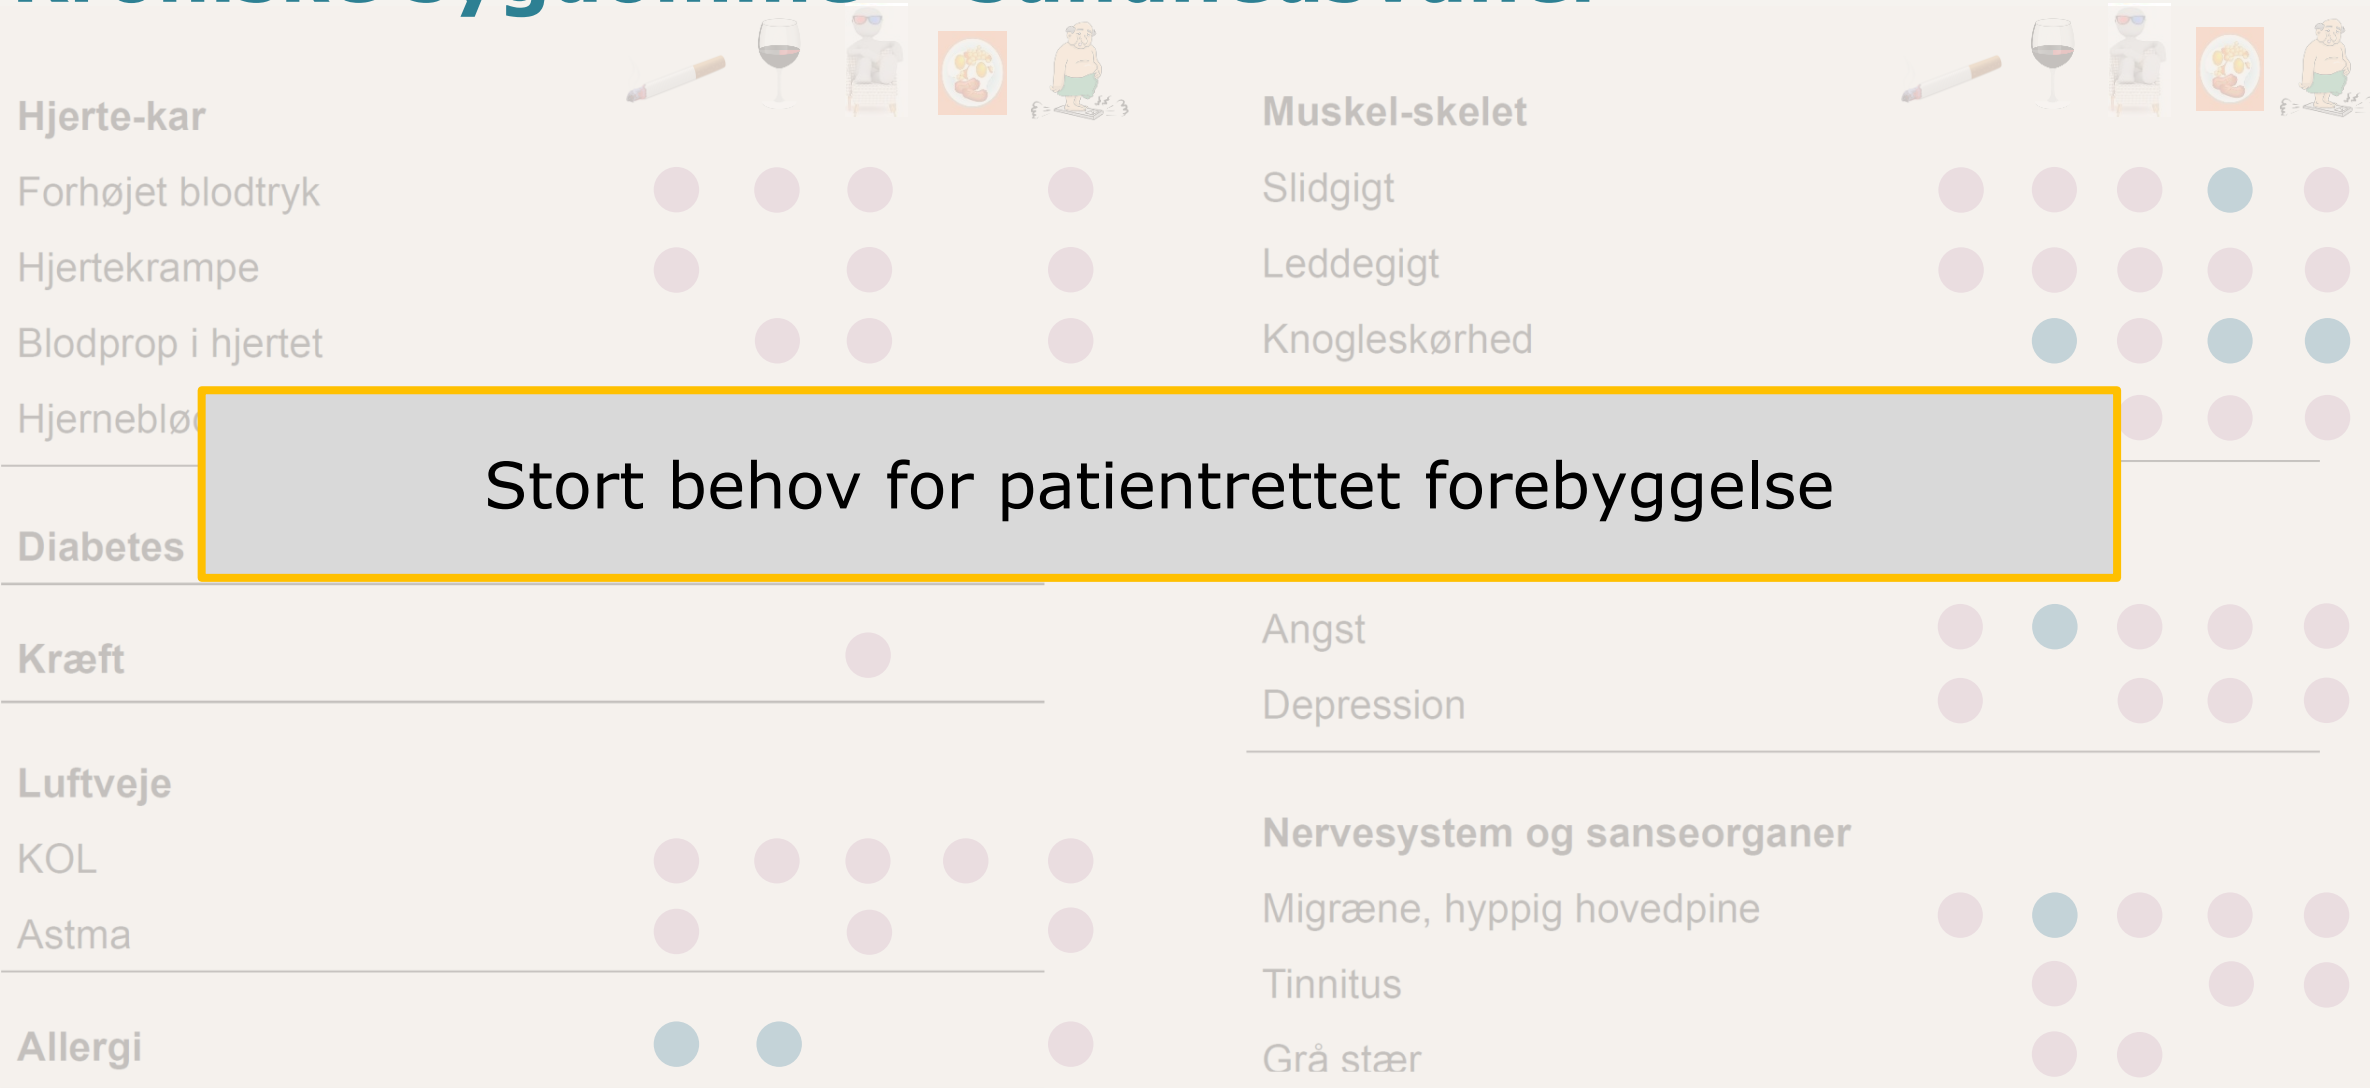 Hjerte-kar
Forhøjet blodtryk
Hjertekrampe
Blodprop i hjertet
Diabetes
Kræft
Luftveje
KOL
Astma
Allergi
Muskel-skelet
Slidgigt
Leddegigt
Knogleskørhed
Stort behov for patientrettet forebyggelse
Angst
Depression
Nervesystem og sanseorganer
Migræne, hyppig hovedpine
Tinnitus
Grå stær